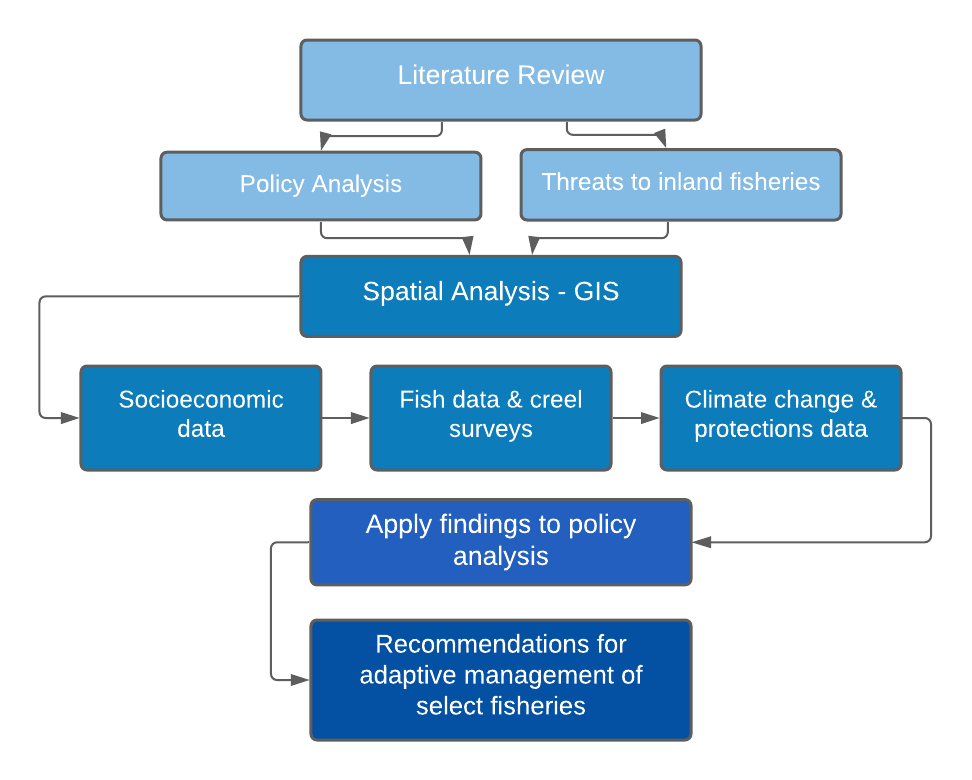 Literature Review
Policy Analysis
Threats to inland fisheries
Spatial Analysis - GIS
Socioeconomic
data
Fish data & creel
surveys
Climate change &
protections data
Apply findings to policy
analysis
Recommendations for
adaptive management of
select fisheries